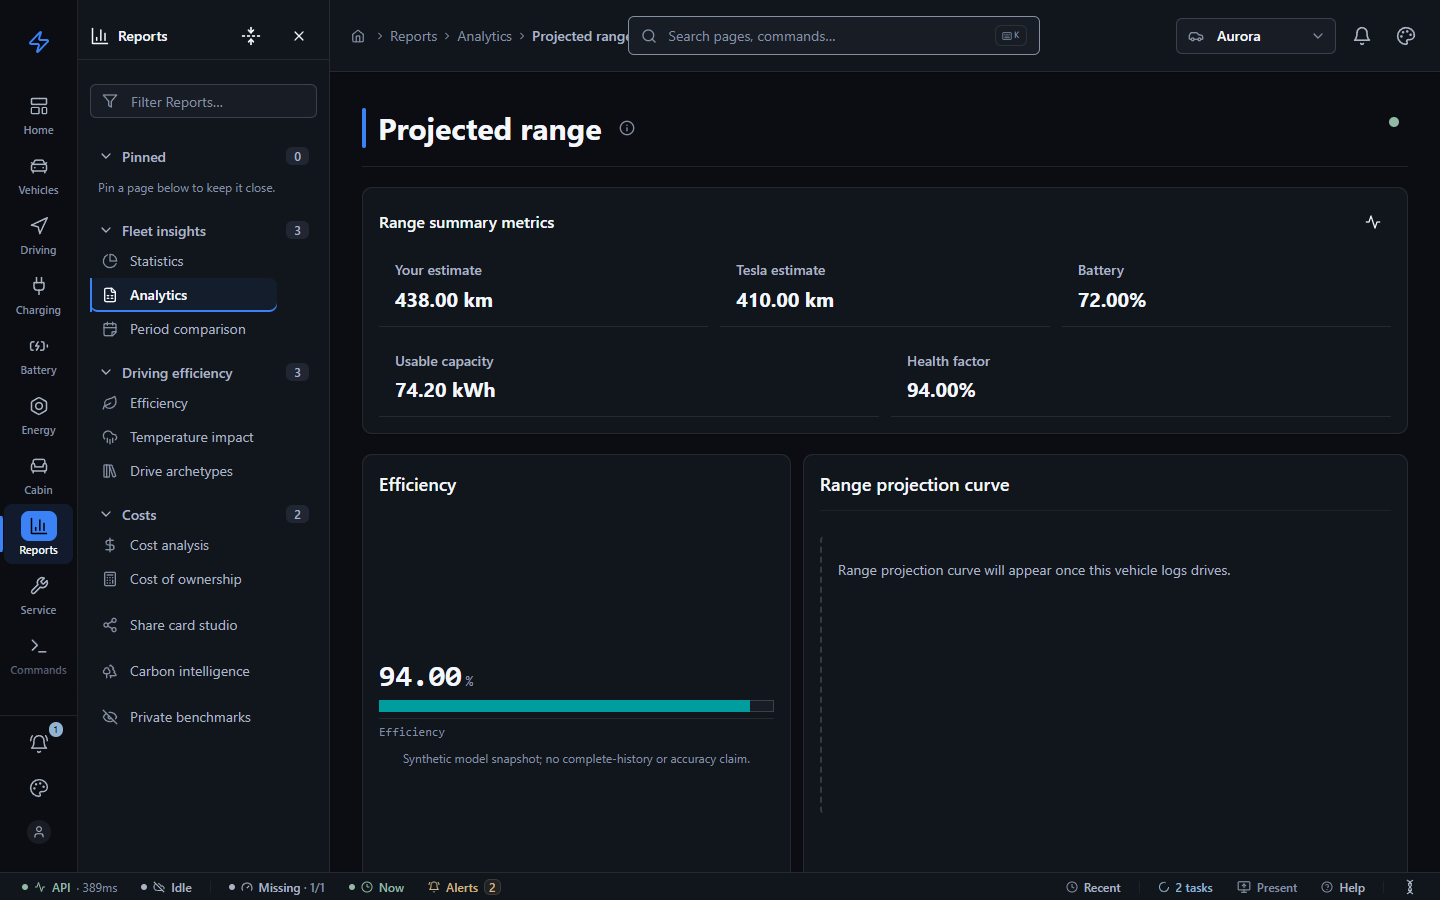 Home
Vehicles
Driving
Charging
Battery
Energy
Cabin
Reports
Service
Commands
1
Reports
Filter Reports...
Pinned
0
Pin a page below to keep it close.
Fleet insights
3
Statistics
Analytics
Period comparison
Driving efficiency
3
Efficiency
Temperature impact
Drive archetypes
Costs
2
Cost analysis
Cost of ownership
Share card studio
Carbon intelligence
Private benchmarks
Reports
Analytics
Projected range
Search pages, commands...
K
Aurora
Projected range
Range summary metrics
Your estimate
438.00 km
Tesla estimate
410.00 km
Battery
72.00%
Usable capacity
74.20 kWh
Health factor
94.00%
Efficiency
94.00 %
Efficiency
Synthetic model snapshot; no complete-history or accuracy claim.
Range projection curve
Range projection curve will appear once this vehicle logs drives.
API · 389ms
Idle
Missing · 1/1
Now
Alerts 2
Recent
2 tasks
Present
Help